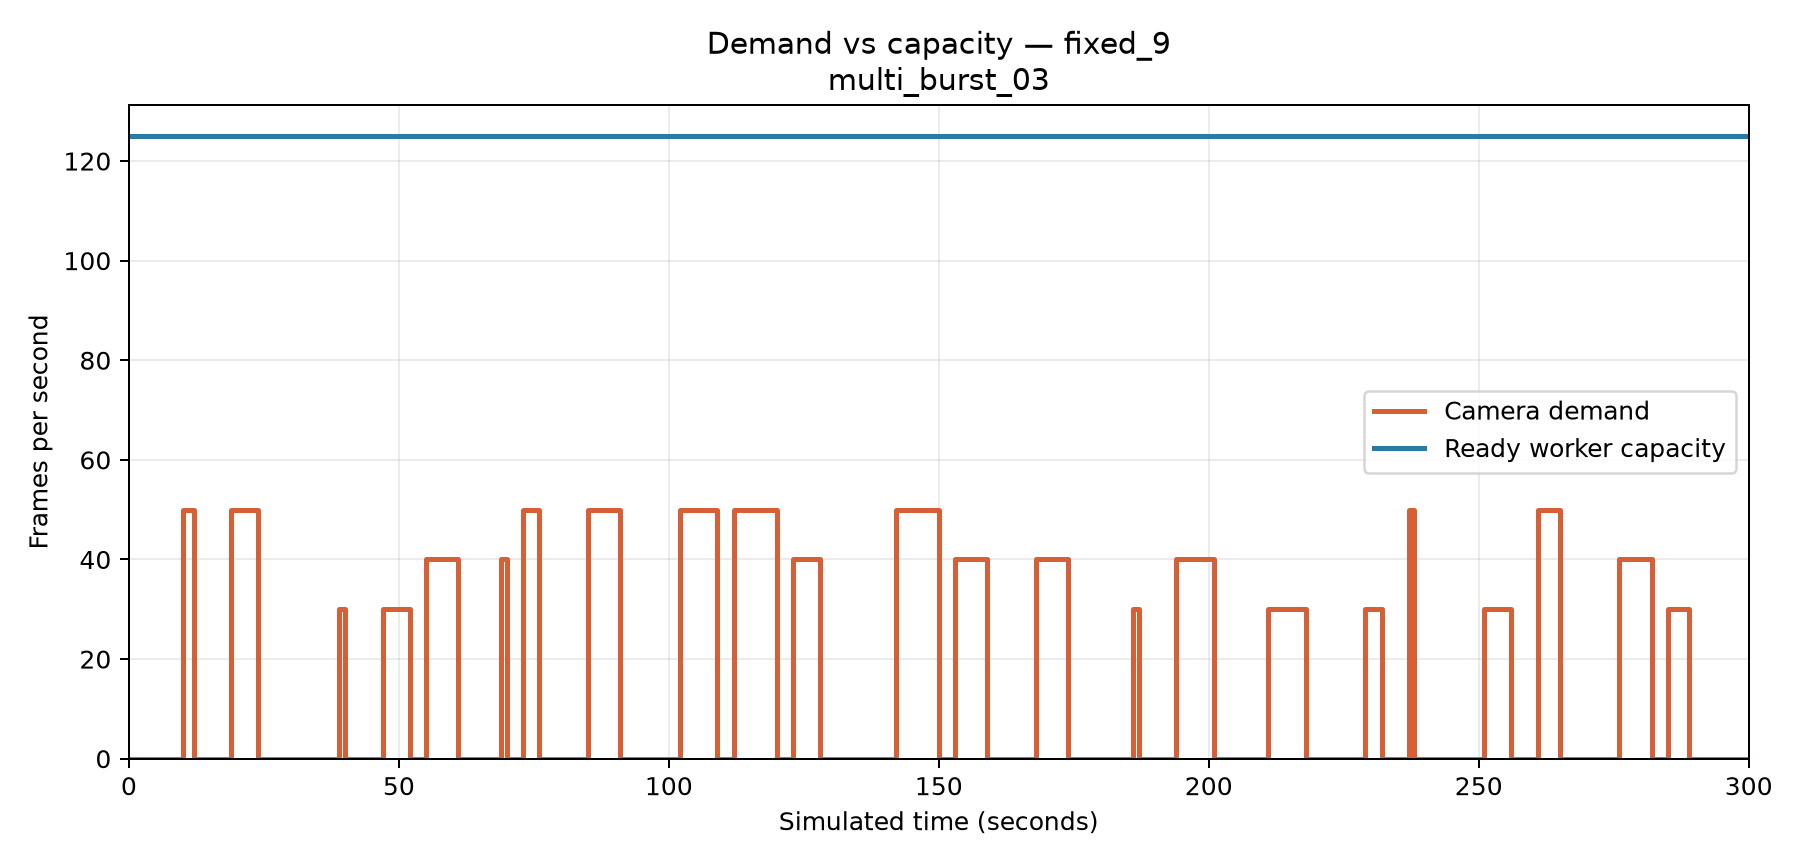 Demand vs capacity — fixed_9
multi_burst_03
Frames per second
120
100
80
60
40
20
0
Camera demand
Ready worker capacity
0 50 100 150 200 250 300
Simulated time (seconds)